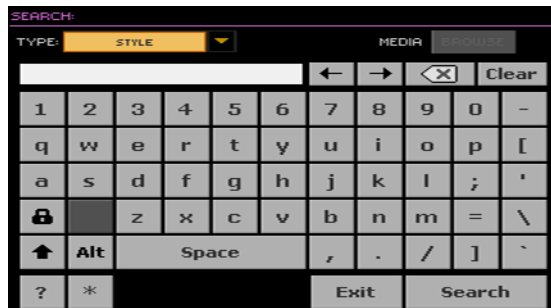 SEARCH:
TYPE: STYLE MEDIA BROWSE
← → ⌫ Clear
1 2 3 4 5 6 7 8 9 0 -
q w e r t y u i o p [
a s d f g h j k l ; '
z x c v b n m = \
Alt Space , . / ] `
? * Exit Search